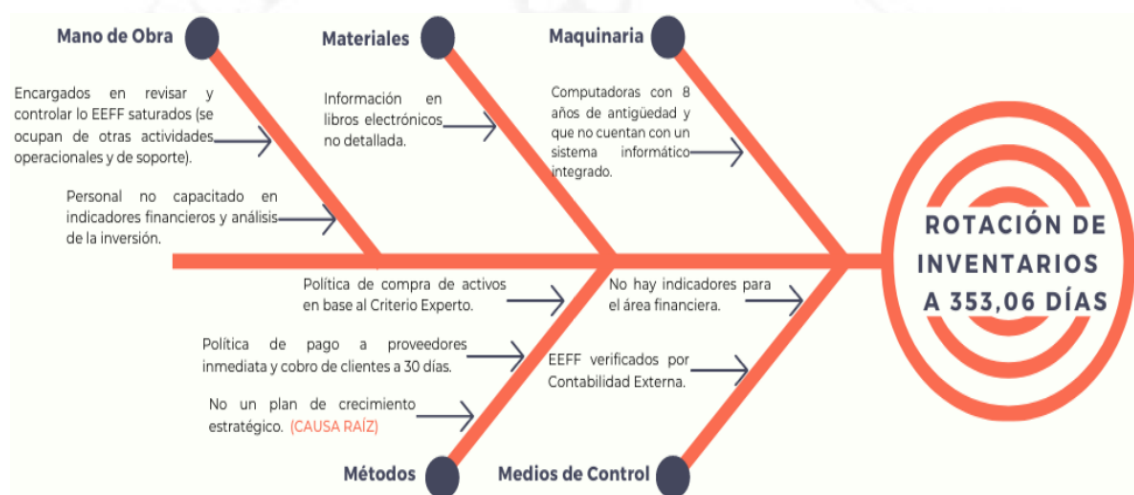 Mano de Obra
Encargados en revisar y
controlar lo EEFF saturados (se
ocupan de otras actividades
operacionales y de soporte).
Personal no capacitado en
indicadores financieros y análisis
de la inversión.
Materiales
Información en
libros electrónicos
no detallada.
Maquinaria
Computadoras con 8
años de antigüedad y
que no cuentan con un
sistema informático
integrado.
ROTACIÓN DE
INVENTARIOS
A 353,06 DÍAS
Política de compra de activos
en base al Criterio Experto.
Política de pago a proveedores
inmediata y cobro de clientes a 30 días.
No un plan de crecimiento
estratégico. (CAUSA RAÍZ)
Métodos
No hay indicadores para
el área financiera.
EEFF verificados por
Contabilidad Externa.
Medios de Control